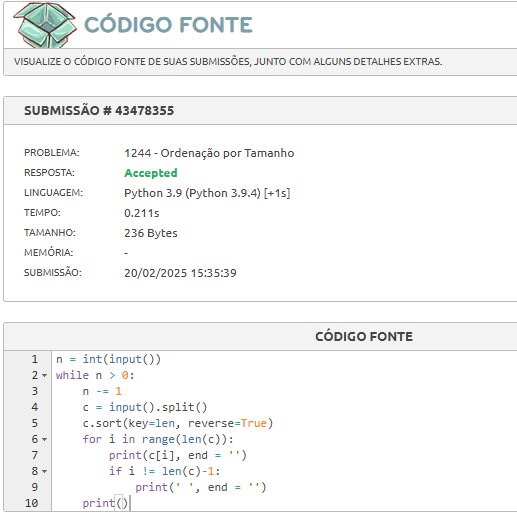 CÓDIGO FONTE
VISUALIZE O CÓDIGO FONTE DE SUAS SUBMISSÕES, JUNTO COM ALGUNS DETALHES EXTRAS.
SUBMISSÃO # 43478355
PROBLEMA: 1244 - Ordenação por Tamanho
RESPOSTA: Accepted
LINGUAGEM: Python 3.9 (Python 3.9.4) [+1s]
TEMPO: 0.211s
TAMANHO: 236 Bytes
MEMÓRIA: -
SUBMISSÃO: 20/02/2025 15:35:39
CÓDIGO FONTE
1 n = int(input())
2 while n > 0:
3     n -= 1
4     c = input().split()
5     c.sort(key=len, reverse=True)
6     for i in range(len(c)):
7         print(c[i], end = '')
8         if i != len(c)-1:
9             print(' ', end = '')
10     print()